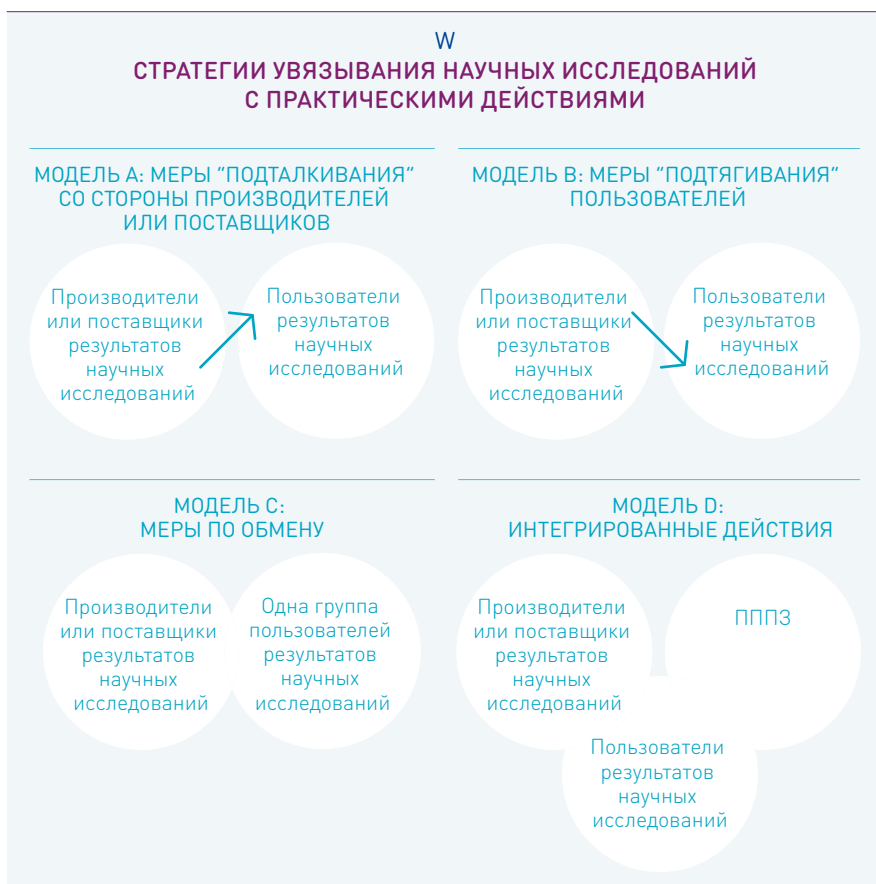 W
СТРАТЕГИИ УВЯЗЫВАНИЯ НАУЧНЫХ ИССЛЕДОВАНИЙ
С ПРАКТИЧЕСКИМИ ДЕЙСТВИЯМИ
МОДЕЛЬ A: МЕРЫ “ПОДТАЛКИВАНИЯ“
СО СТОРОНЫ ПРОИЗВОДИТЕЛЕЙ
ИЛИ ПОСТАВЩИКОВ
Производители
или поставщики
результатов
научных
исследований
Пользователи
результатов
научных
исследований
МОДЕЛЬ B: МЕРЫ “ПОДТЯГИВАНИЯ“
ПОЛЬЗОВАТЕЛЕЙ
Производители
или поставщики
результатов
научных
исследований
Пользователи
результатов
научных
исследований
МОДЕЛЬ C:
МЕРЫ ПО ОБМЕНУ
Производители
или поставщики
результатов
научных
исследований
Одна группа
пользователей
результатов
научных
исследований
МОДЕЛЬ D:
ИНТЕГРИРОВАННЫЕ ДЕЙСТВИЯ
Производители
или поставщики
результатов
научных
исследований
ПППЗ
Пользователи
результатов
научных
исследований